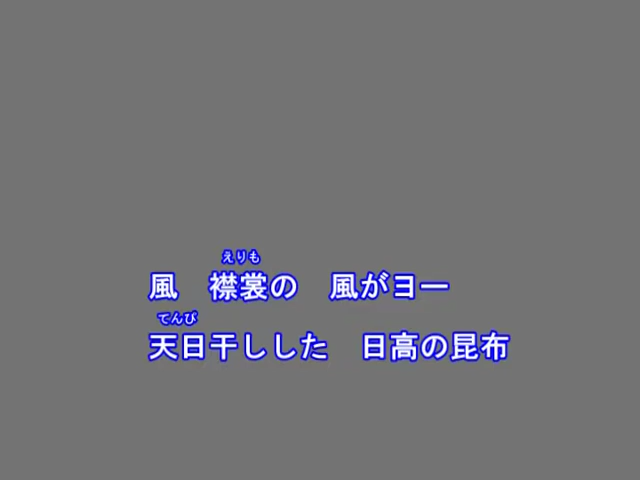 えりも
風　襟裳の　風がヨー
てんぴ
天日干しした　日高の昆布